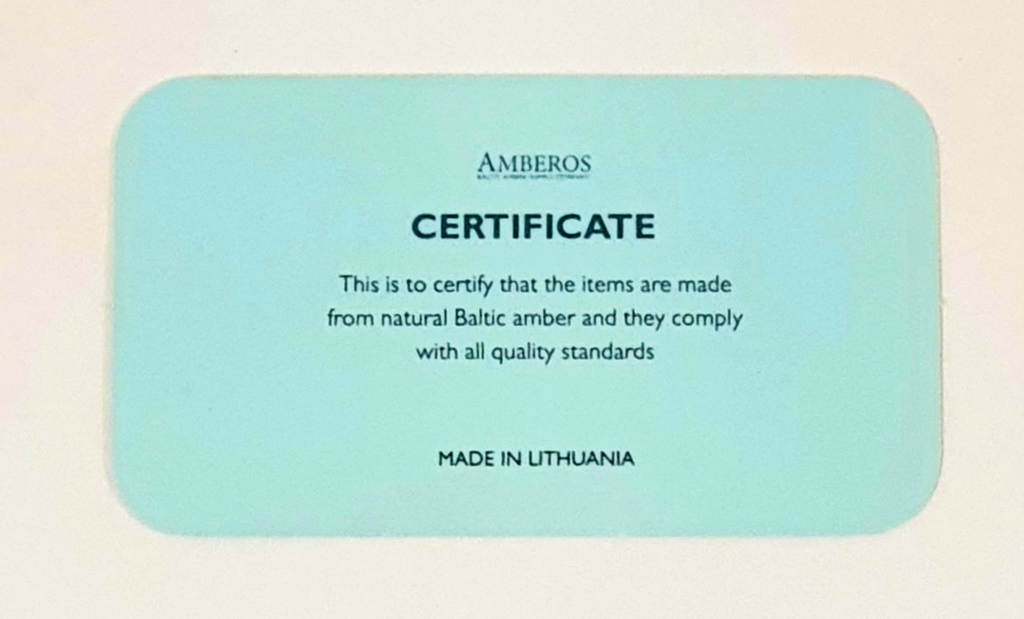 AMBEROS
CERTIFICATE
This is to certify that the items are made
from natural Baltic amber and they comply
with all quality standards
MADE IN LITHUANIA